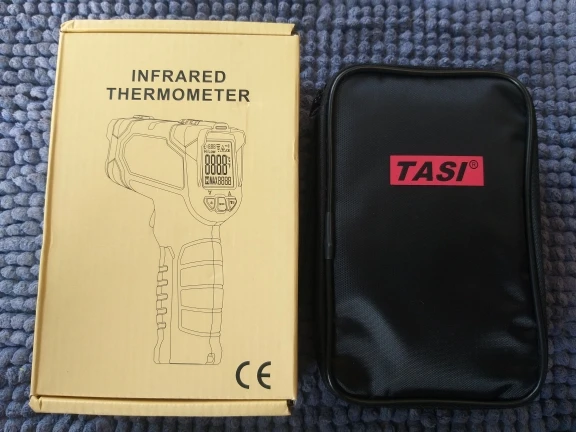 INFRARED
THERMOMETER
CE
TASI®